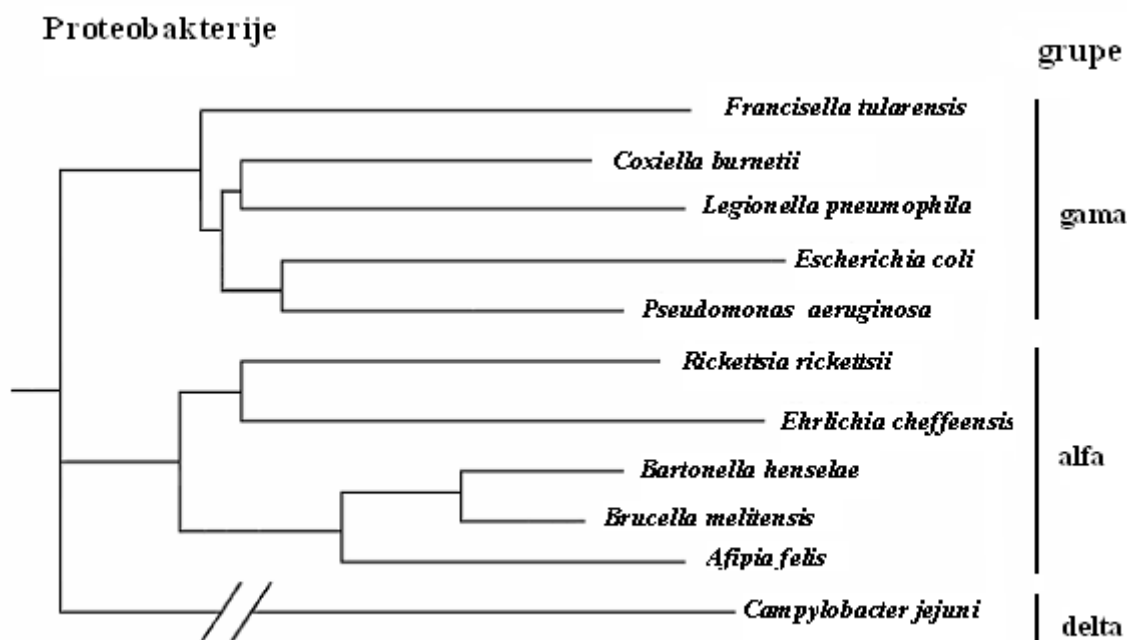 Proteobakterije
grupe
Francisella tularensis
Coxiella burnetii
Legionella pneumophila
gama
Escherichia coli
Pseudomonas aeruginosa
Rickettsia rickettsii
Ehrlichia cheffeensis
alfa
Bartonella henselae
Brucella melitensis
Afipia felis
Campylobacter jejuni
delta